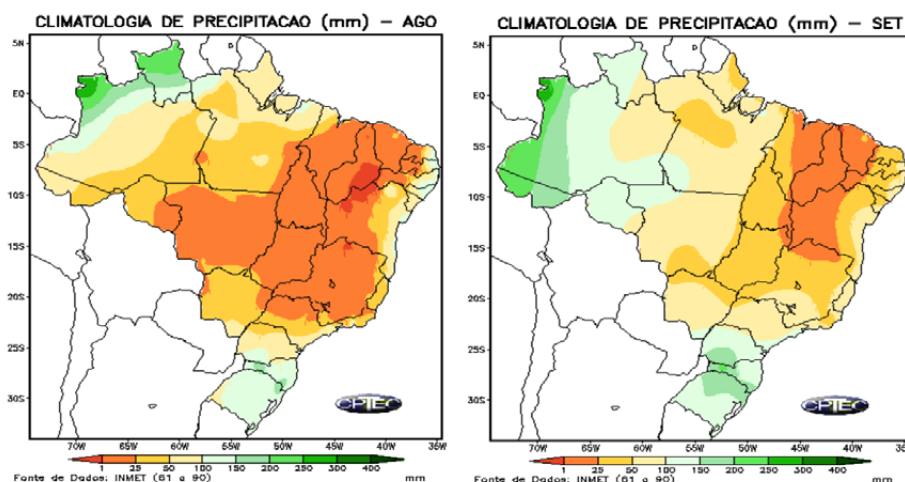 CLIMATOLOGIA DE PRECIPITACAO (mm) — AGO
5N
EQ
5S
10S
15S
20S
25S
30S
CPTEC
70W 65W 60W 55W 50W 45W 40W 35W
1 25 50 100 150 200 300 400
Fonte de Dados: INMET (61 a 90) mm
CLIMATOLOGIA DE PRECIPITACAO (mm) — SET
5N
EQ
5S
10S
15S
20S
25S
30S
CPTEC
70W 65W 60W 55W 50W 45W 40W 35W
1 25 50 100 150 200 250 300 400
Fonte de Dados: INMET (61 a 90) mm